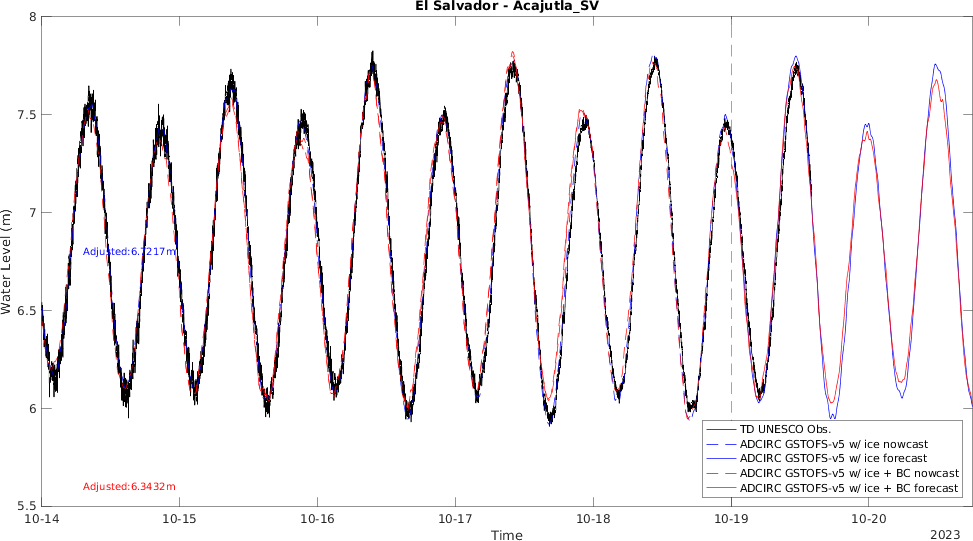 El Salvador - Acajutla_SV
8
7.5
7
6.5
6
5.5
Water Level (m)
Adjusted:6.7217m
Adjusted:6.3432m
TD UNESCO Obs.
ADCIRC GSTOFS-v5 w/ ice nowcast
ADCIRC GSTOFS-v5 w/ ice forecast
ADCIRC GSTOFS-v5 w/ ice + BC nowcast
ADCIRC GSTOFS-v5 w/ ice + BC forecast
10-14 10-15 10-16 10-17 10-18 10-19 10-20
Time
2023